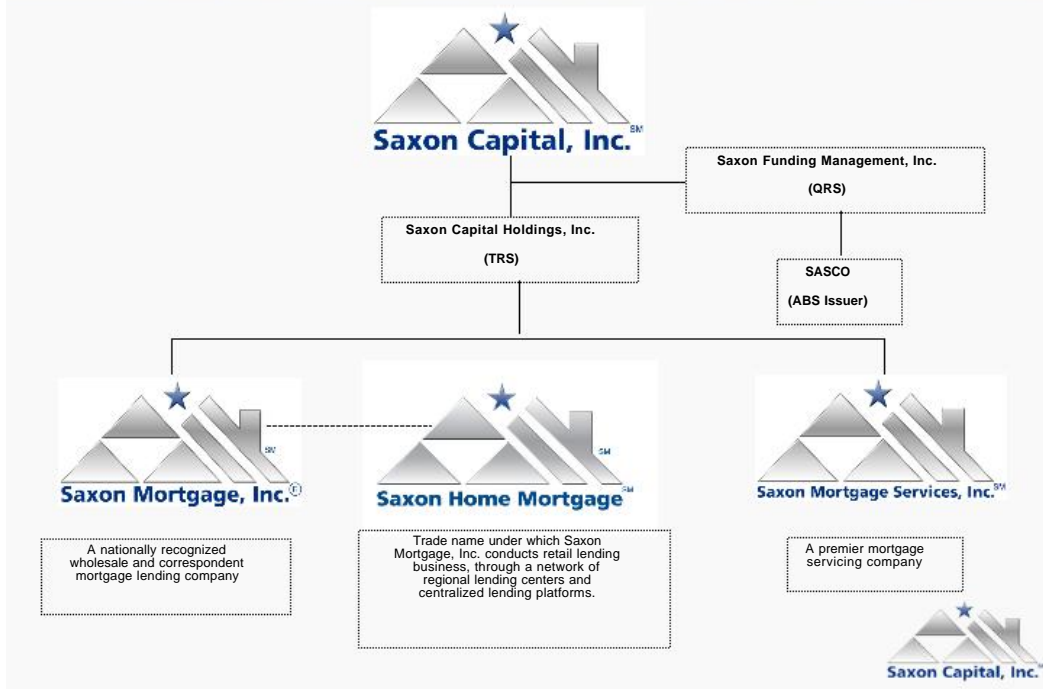 Saxon Capital, Inc.SM
Saxon Funding Management, Inc.
(QRS)
Saxon Capital Holdings, Inc.
(TRS)
SASCO
(ABS Issuer)
SM
Saxon Mortgage, Inc.®
SM
Saxon Home MortgageSM
Saxon Mortgage Services, Inc.SM
A nationally recognized
wholesale and correspondent
mortgage lending company
Trade name under which Saxon
Mortgage, Inc. conducts retail lending
business, through a network of
regional lending centers and
centralized lending platforms.
A premier mortgage
servicing company
Saxon Capital, Inc.SM